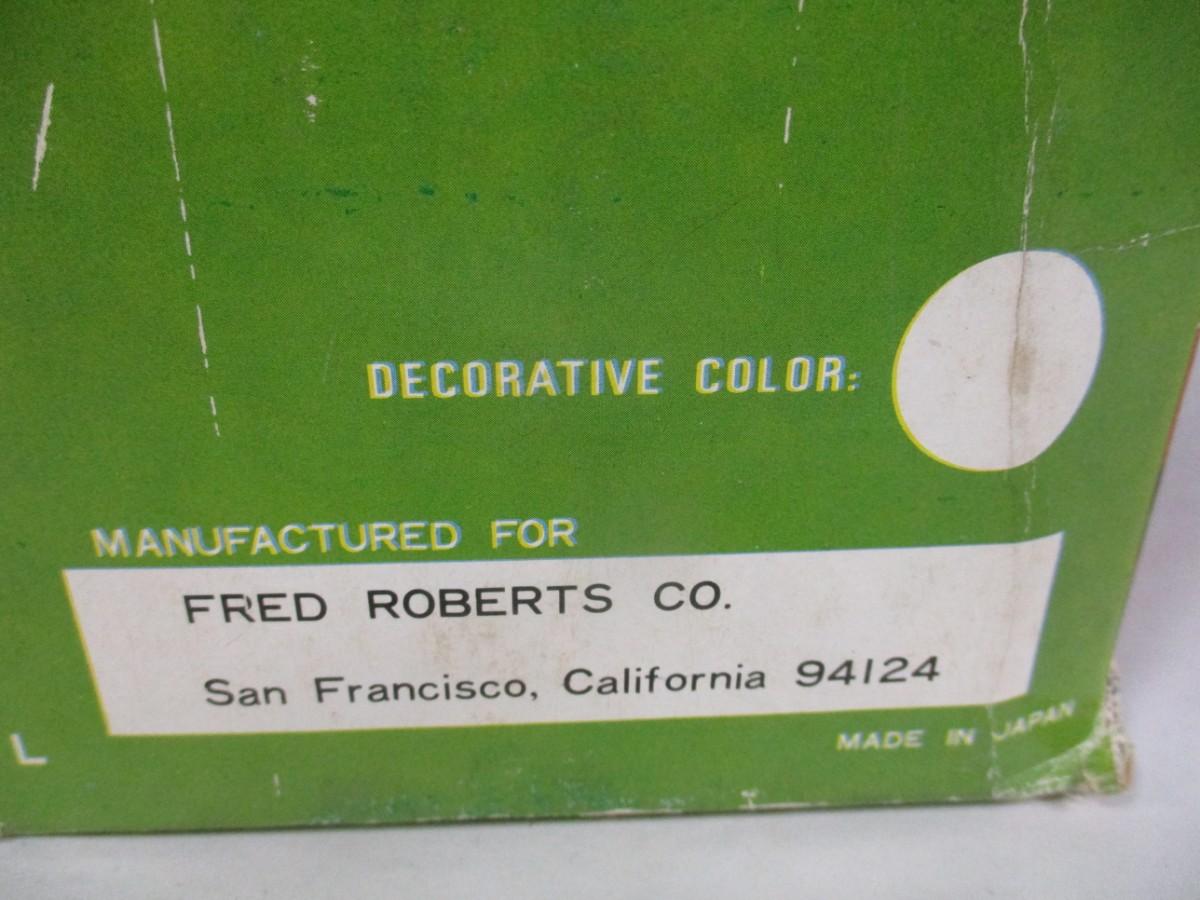 DECORATIVE COLOR:
MANUFACTURED FOR
FRED ROBERTS CO.
San Francisco, California 94124
L
MADE IN JAPAN